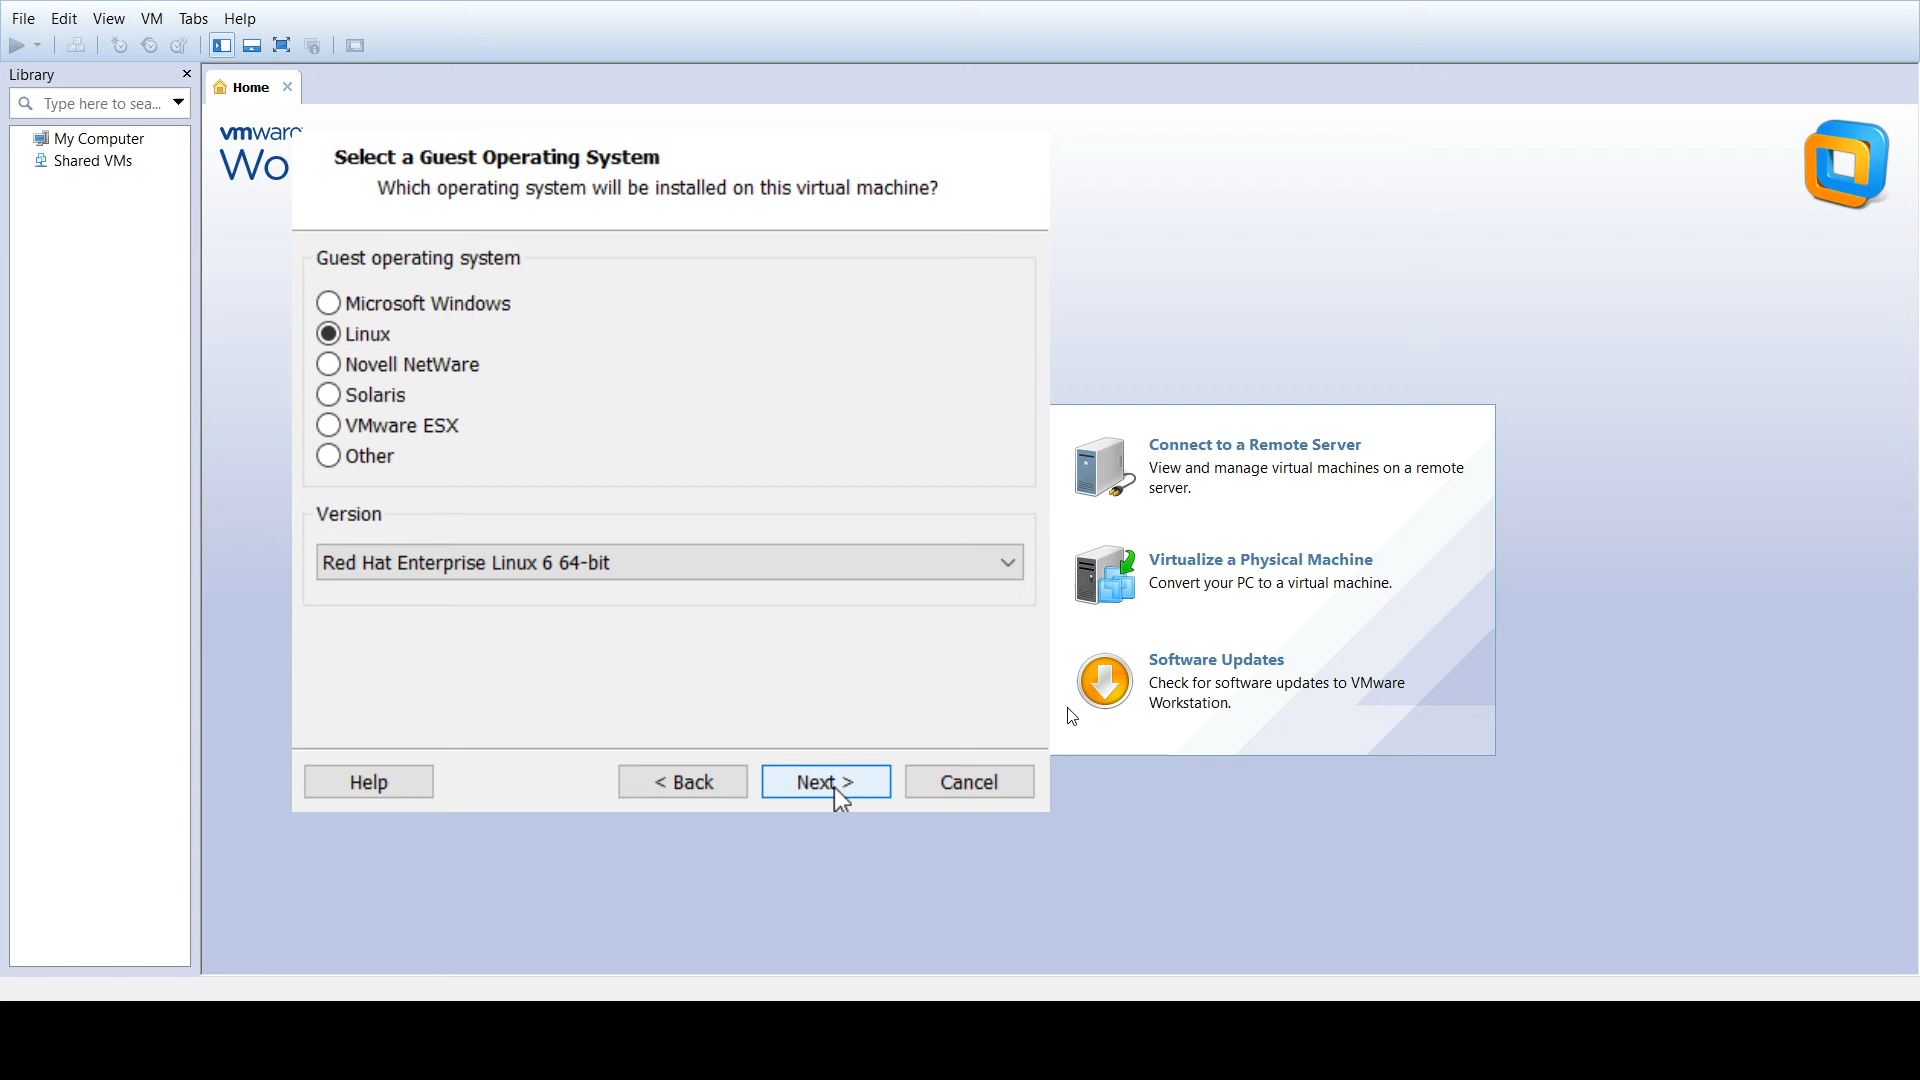 File Edit View VM Tabs Help
Library
Type here to sea...
My Computer
Shared VMs
Home
vmware
Wo
Select a Guest Operating System
Which operating system will be installed on this virtual machine?
Guest operating system
Microsoft Windows
Linux
Novell NetWare
Solaris
VMware ESX
Other
Version
Red Hat Enterprise Linux 6 64-bit
Help < Back Next > Cancel
Connect to a Remote Server
View and manage virtual machines on a remote
server.
Virtualize a Physical Machine
Convert your PC to a virtual machine.
Software Updates
Check for software updates to VMware
Workstation.